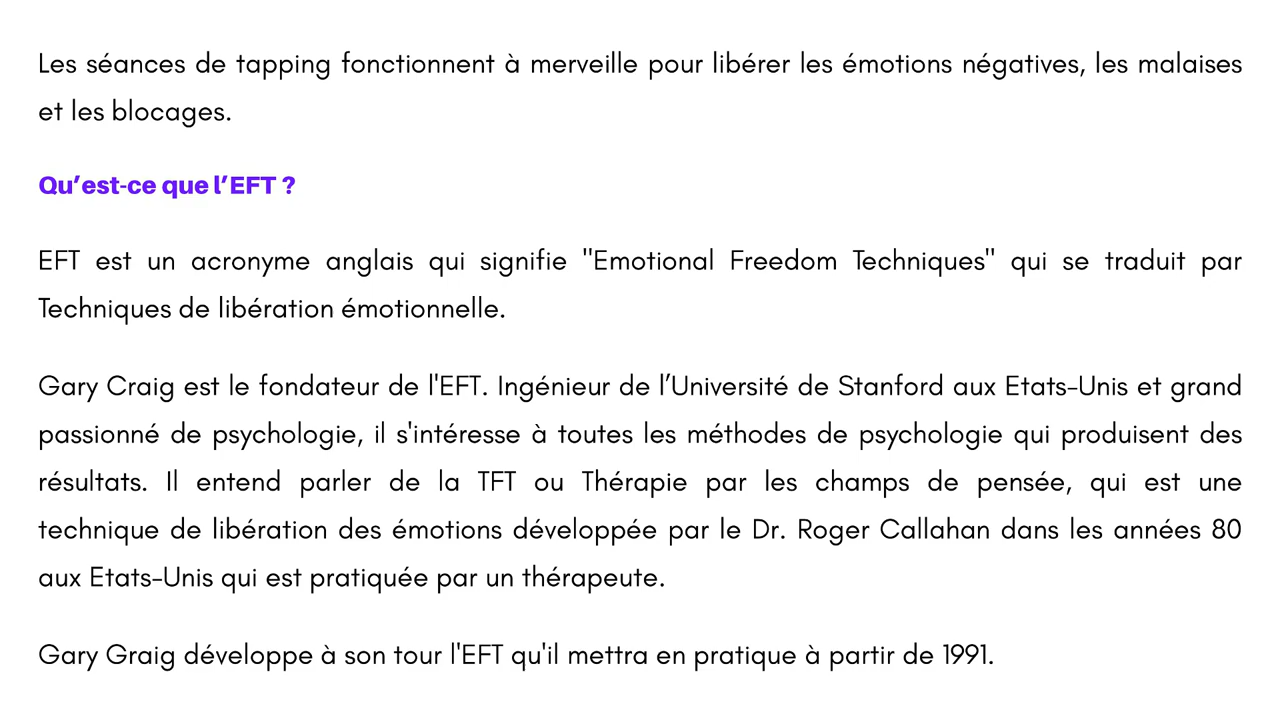 Les séances de tapping fonctionnent à merveille pour libérer les émotions négatives, les malaises
et les blocages.
Qu’est-ce que l’EFT ?
EFT est un acronyme anglais qui signifie "Emotional Freedom Techniques" qui se traduit par
Techniques de libération émotionnelle.
Gary Craig est le fondateur de l'EFT. Ingénieur de l’Université de Stanford aux Etats-Unis et grand
passionné de psychologie, il s'intéresse à toutes les méthodes de psychologie qui produisent des
résultats. Il entend parler de la TFT ou Thérapie par les champs de pensée, qui est une
technique de libération des émotions développée par le Dr. Roger Callahan dans les années 80
aux Etats-Unis qui est pratiquée par un thérapeute.
Gary Graig développe à son tour l'EFT qu'il mettra en pratique à partir de 1991.